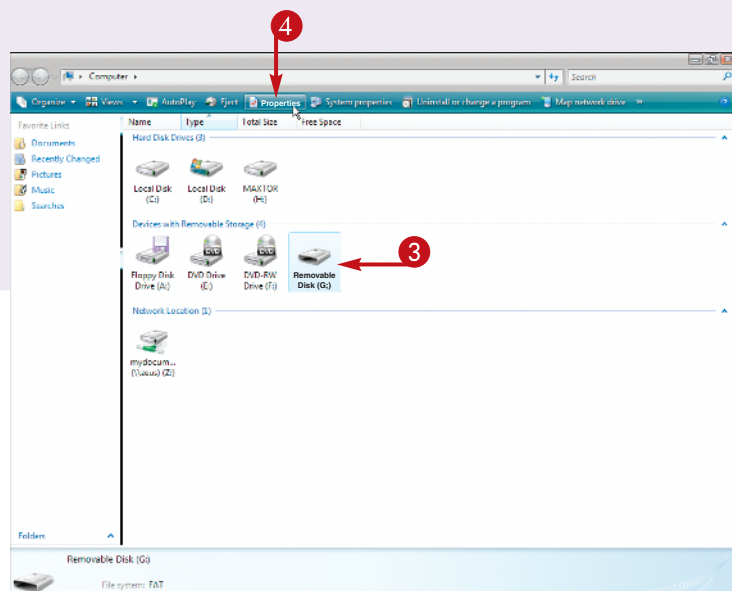 4
Computer
Search
Organize Views AutoPlay Eject Properties System properties Uninstall or change a program Map network drive »
Favorite Links
Documents
Recently Changed
Pictures
Music
Searches
Name Type Total Size Free Space
Hard Disk Drives (3)
Local Disk Local Disk MAXTOR
(C:) (D:) (H:)
Devices with Removable Storage (4)
3
Floppy Disk DVD Drive DVD-RW Removable
Drive (A:) (E:) Drive (F:) Disk (G:)
Network Location (1)
mydocum...
(\\zeus) (Z:)
Folders
Removable Disk (G:)
File system: FAT